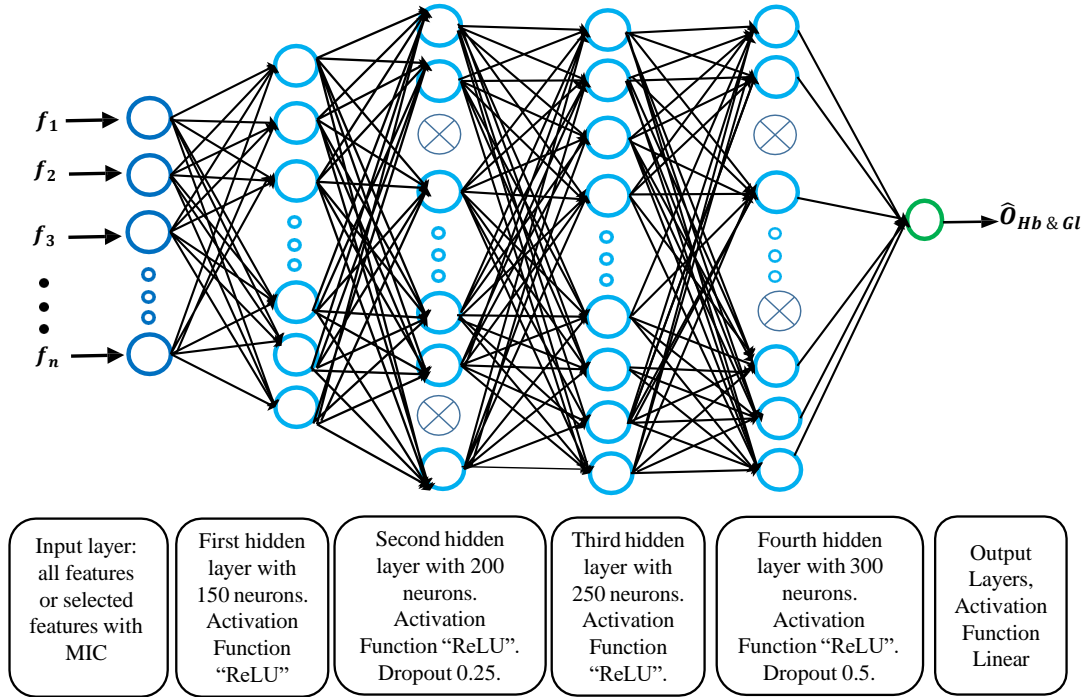 f₁
f₂
f₃
fₙ
Ô Hb & Gl
Input layer:
all features
or selected
features with
MIC
First hidden
layer with
150 neurons.
Activation
Function
“ReLU”
Second hidden
layer with 200
neurons.
Activation
Function “ReLU”.
Dropout 0.25.
Third hidden
layer with
250 neurons.
Activation
Function
“ReLU”.
Fourth hidden
layer with 300
neurons.
Activation
Function “ReLU”.
Dropout 0.5.
Output
Layers,
Activation
Function
Linear